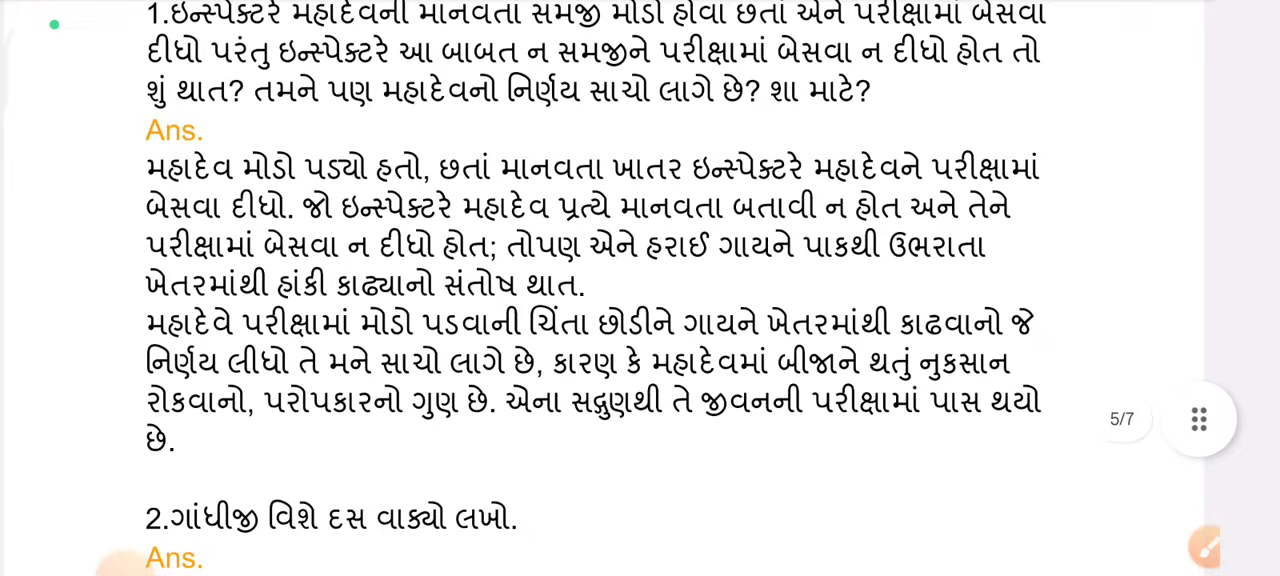 1.ઇન્સ્પેક્ટરે મહાદેવની માનવતા સમજી મોડો હોવા છતાં એને પરીક્ષામાં બેસવા
દીધો પરંતુ ઇન્સ્પેક્ટરે આ બાબત ન સમજીને પરીક્ષામાં બેસવા ન દીધો હોત તો
શું થાત? તમને પણ મહાદેવનો નિર્ણય સાચો લાગે છે? શા માટે?
Ans.
મહાદેવ મોડો પડ્યો હતો, છતાં માનવતા ખાતર ઇન્સ્પેક્ટરે મહાદેવને પરીક્ષામાં
બેસવા દીધો. જો ઇન્સ્પેક્ટરે મહાદેવ પ્રત્યે માનવતા બતાવી ન હોત અને તેને
પરીક્ષામાં બેસવા ન દીધો હોત; તોપણ એને હરાઈ ગાયને પાકથી ઉભરાતા
ખેતરમાંથી હાંકી કાઢ્યાનો સંતોષ થાત.
મહાદેવે પરીક્ષામાં મોડો પડવાની ચિંતા છોડીને ગાયને ખેતરમાંથી કાઢવાનો જે
નિર્ણય લીધો તે મને સાચો લાગે છે, કારણ કે મહાદેવમાં બીજાને થતું નુકસાન
રોકવાનો, પરોપકારનો ગુણ છે. એના સદ્ગુણથી તે જીવનની પરીક્ષામાં પાસ થયો
છે.
5/7
2.ગાંધીજી વિશે દસ વાક્યો લખો.
Ans.